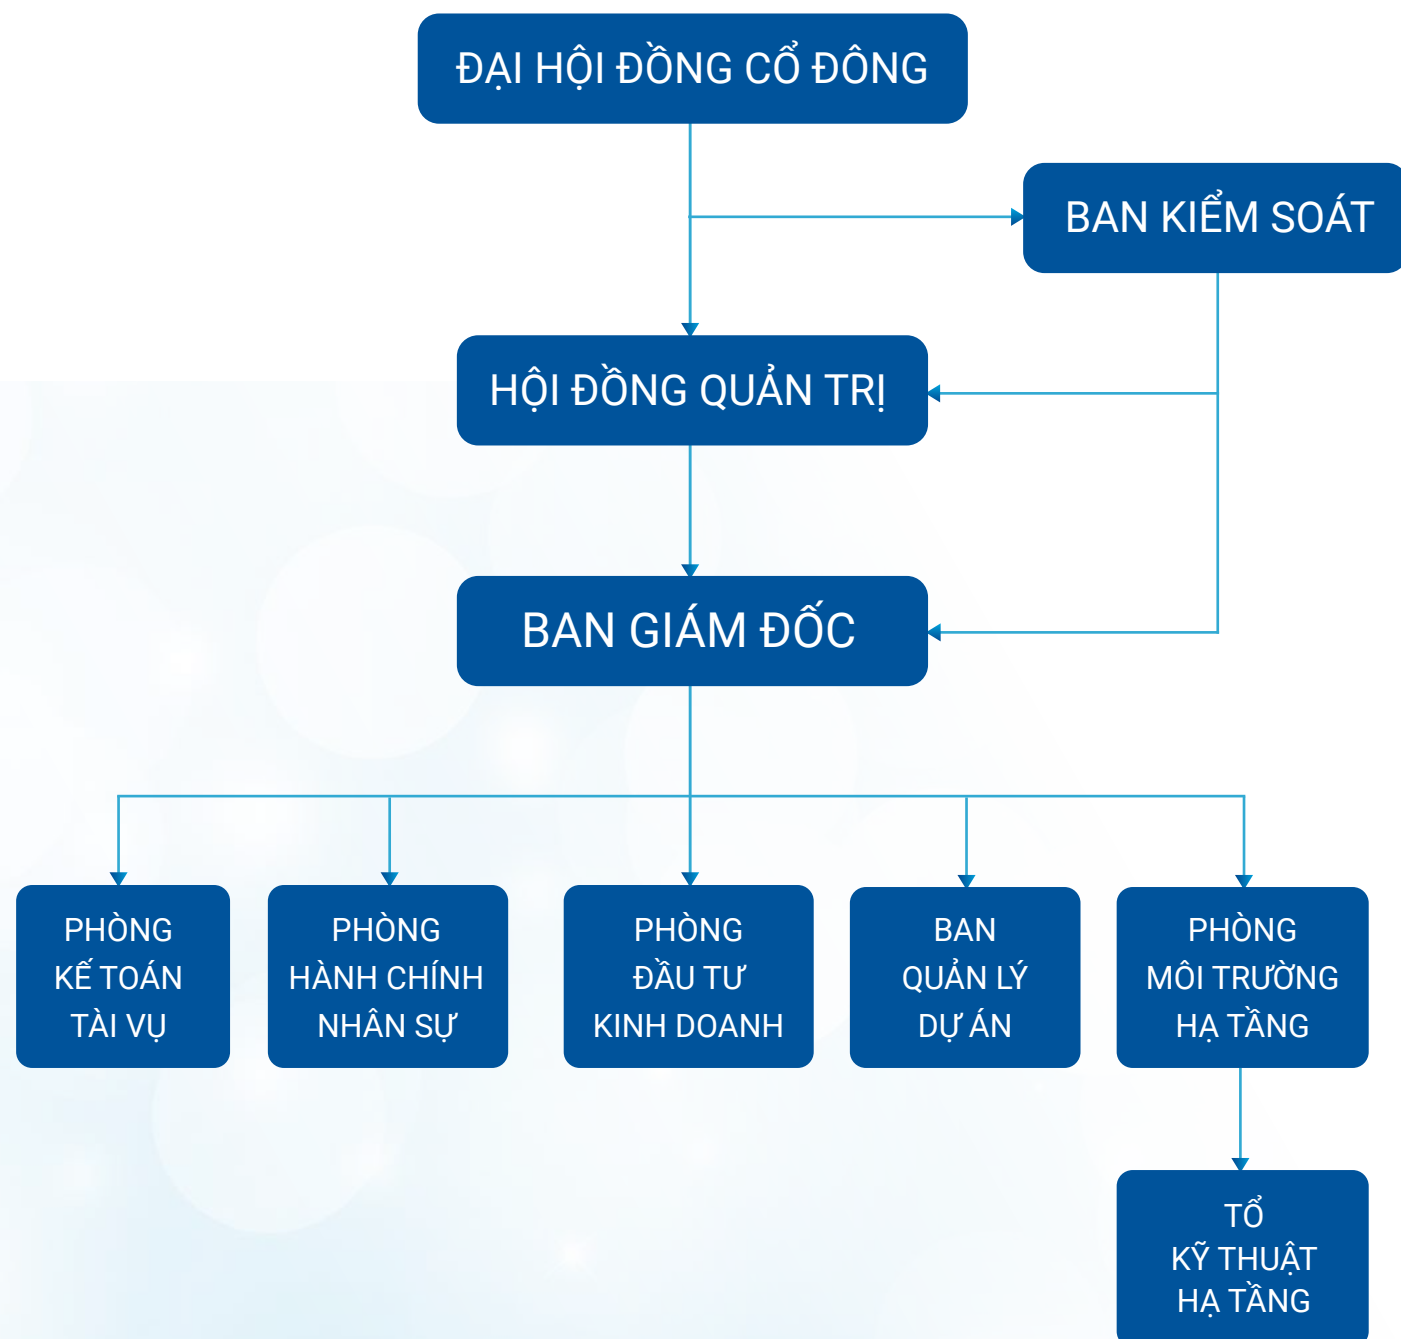 ĐẠI HỘI ĐỒNG CỔ ĐÔNG
BAN KIỂM SOÁT
HỘI ĐỒNG QUẢN TRỊ
BAN GIÁM ĐỐC
PHÒNG
KẾ TOÁN
TÀI VỤ
PHÒNG
HÀNH CHÍNH
NHÂN SỰ
PHÒNG
ĐẦU TƯ
KINH DOANH
BAN
QUẢN LÝ
DỰ ÁN
PHÒNG
MÔI TRƯỜNG
HẠ TẦNG
TỔ
KỸ THUẬT
HẠ TẦNG